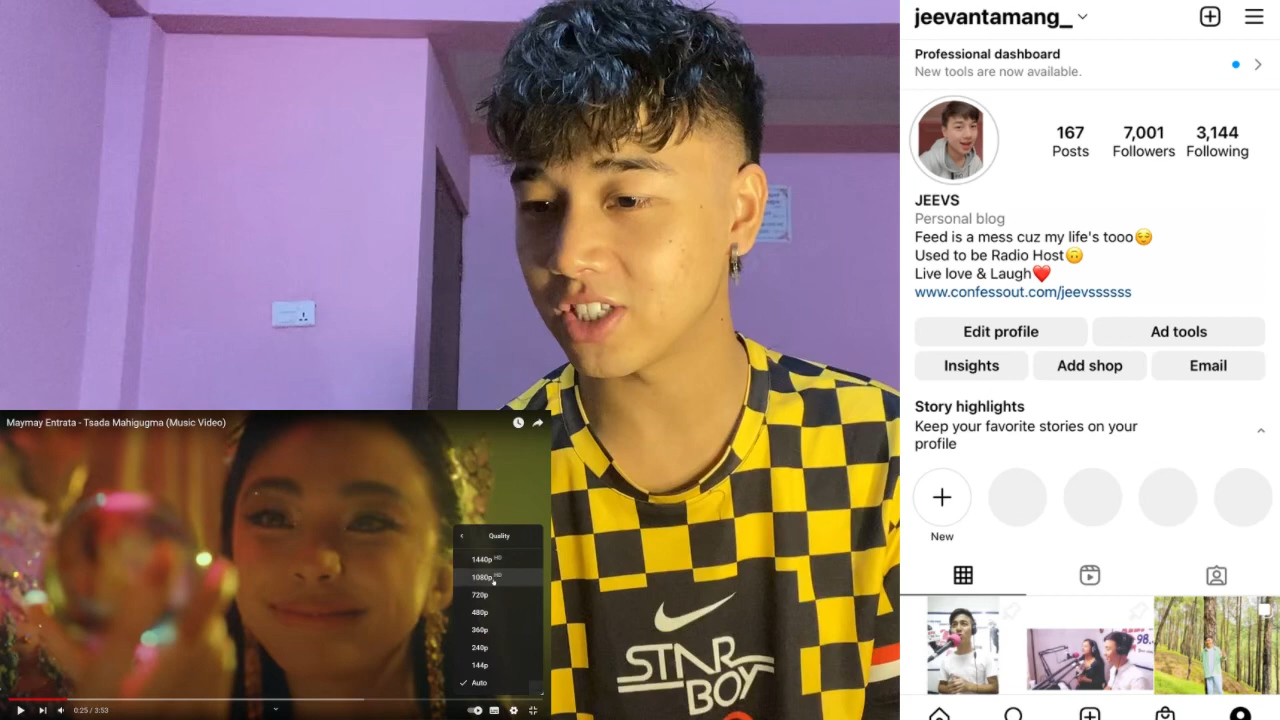 jeevantamang_
Professional dashboard
New tools are now available.
167
Posts
7,001
Followers
3,144
Following
JEEVS
Personal blog
Feed is a mess cuz my life's tooo😌
Used to be Radio Host🙃
Live love & Laugh❤️
www.confessout.com/jeevssssss
Edit profile
Ad tools
Insights
Add shop
Email
Story highlights
Keep your favorite stories on your
profile
New
98.
Maymay Entrata - Tsada Mahigugma (Music Video)
Quality
1440p HD
1080p HD
720p
480p
360p
240p
144p
Auto
0:25 / 3:53
STAR
BOY